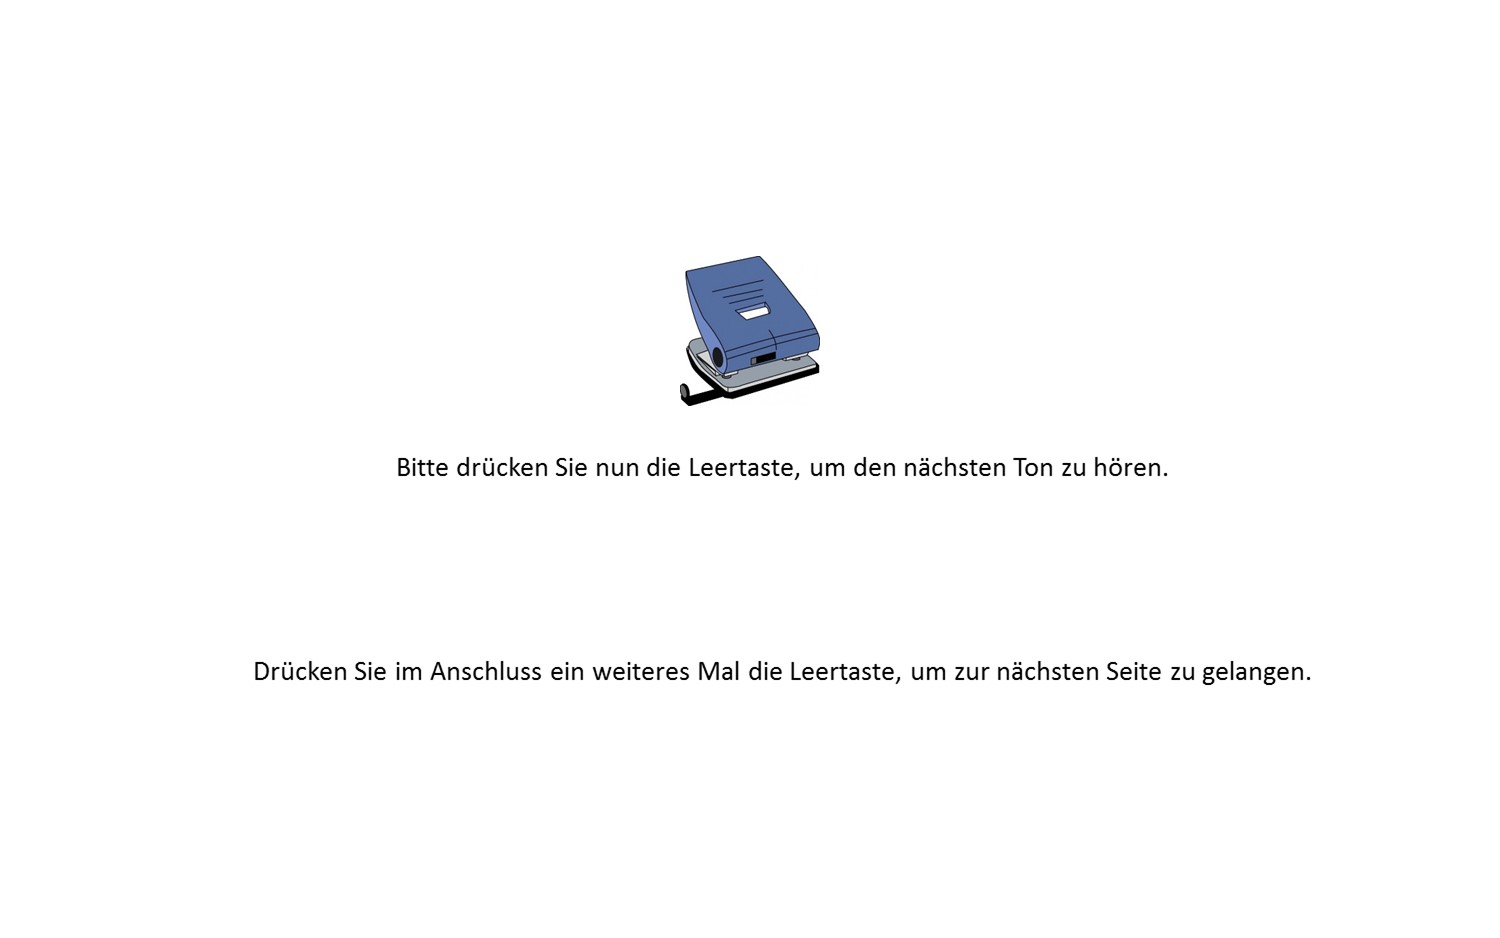 Bitte drücken Sie nun die Leertaste, um den nächsten Ton zu hören.
Drücken Sie im Anschluss ein weiteres Mal die Leertaste, um zur nächsten Seite zu gelangen.